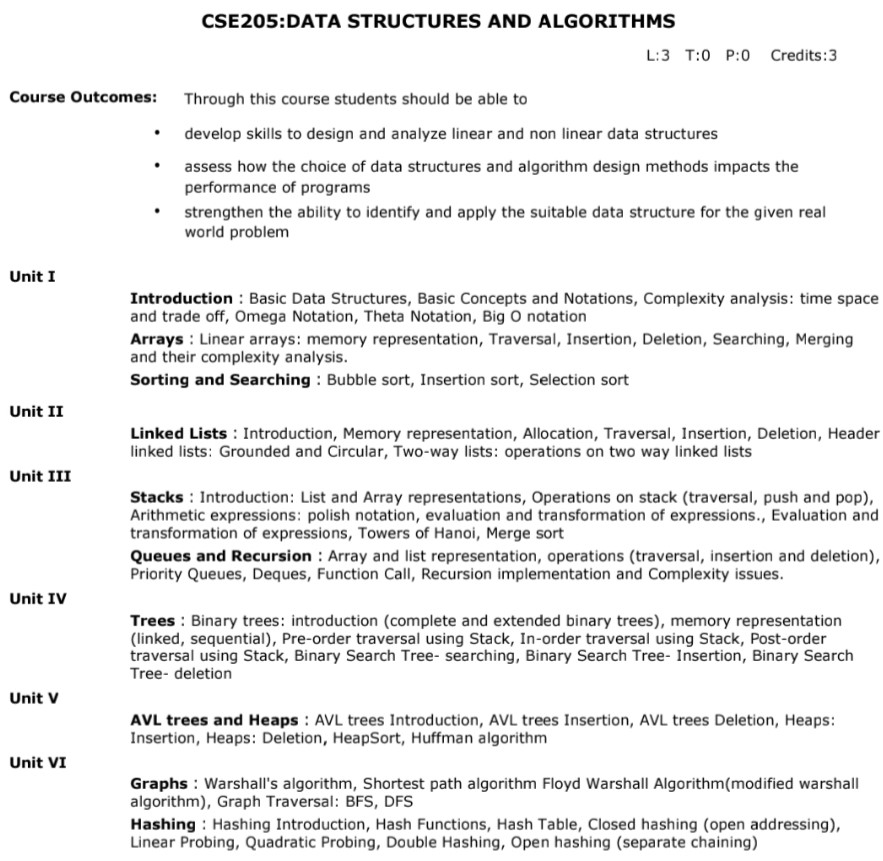 CSE205:DATA STRUCTURES AND ALGORITHMS
L:3 T:0 P:0 Credits:3
Course Outcomes: Through this course students should be able to
• develop skills to design and analyze linear and non linear data structures
• assess how the choice of data structures and algorithm design methods impacts the
performance of programs
• strengthen the ability to identify and apply the suitable data structure for the given real
world problem
Unit I
Introduction : Basic Data Structures, Basic Concepts and Notations, Complexity analysis: time space
and trade off, Omega Notation, Theta Notation, Big O notation
Arrays : Linear arrays: memory representation, Traversal, Insertion, Deletion, Searching, Merging
and their complexity analysis.
Sorting and Searching : Bubble sort, Insertion sort, Selection sort
Unit II
Linked Lists : Introduction, Memory representation, Allocation, Traversal, Insertion, Deletion, Header
linked lists: Grounded and Circular, Two-way lists: operations on two way linked lists
Unit III
Stacks : Introduction: List and Array representations, Operations on stack (traversal, push and pop),
Arithmetic expressions: polish notation, evaluation and transformation of expressions., Evaluation and
transformation of expressions, Towers of Hanoi, Merge sort
Queues and Recursion : Array and list representation, operations (traversal, insertion and deletion),
Priority Queues, Deques, Function Call, Recursion implementation and Complexity issues.
Unit IV
Trees : Binary trees: introduction (complete and extended binary trees), memory representation
(linked, sequential), Pre-order traversal using Stack, In-order traversal using Stack, Post-order
traversal using Stack, Binary Search Tree- searching, Binary Search Tree- Insertion, Binary Search
Tree- deletion
Unit V
AVL trees and Heaps : AVL trees Introduction, AVL trees Insertion, AVL trees Deletion, Heaps:
Insertion, Heaps: Deletion, HeapSort, Huffman algorithm
Unit VI
Graphs : Warshall's algorithm, Shortest path algorithm Floyd Warshall Algorithm(modified warshall
algorithm), Graph Traversal: BFS, DFS
Hashing : Hashing Introduction, Hash Functions, Hash Table, Closed hashing (open addressing),
Linear Probing, Quadratic Probing, Double Hashing, Open hashing (separate chaining)